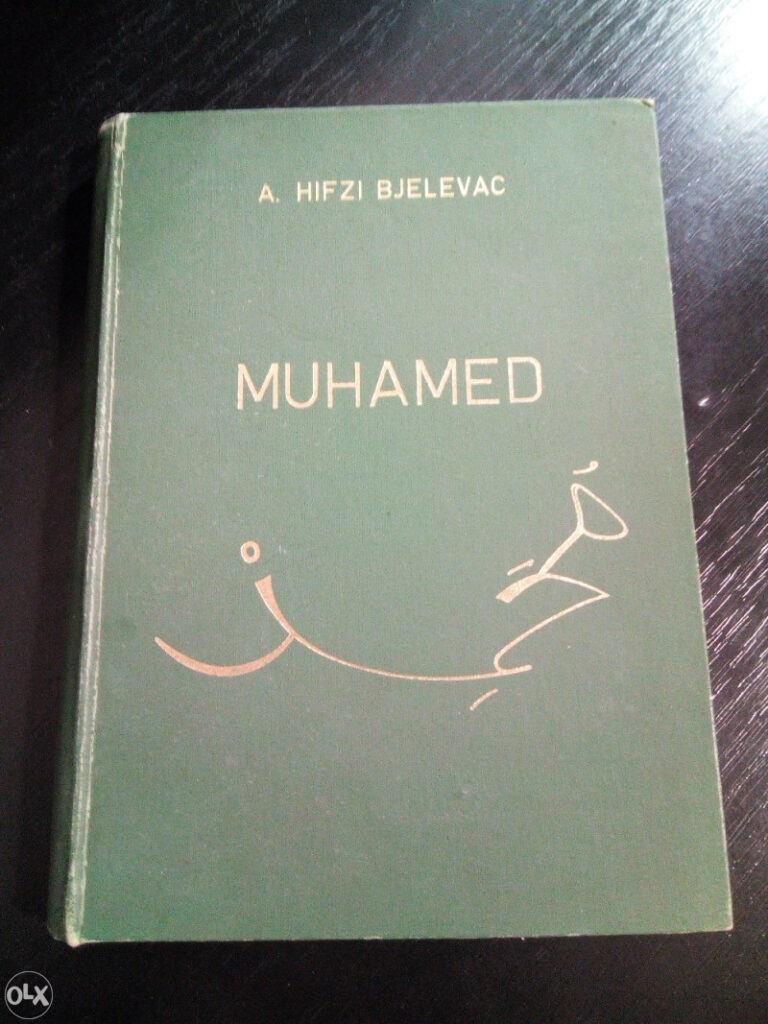 A. HIFZI BJELEVAC
MUHAMED
محمد
OLX